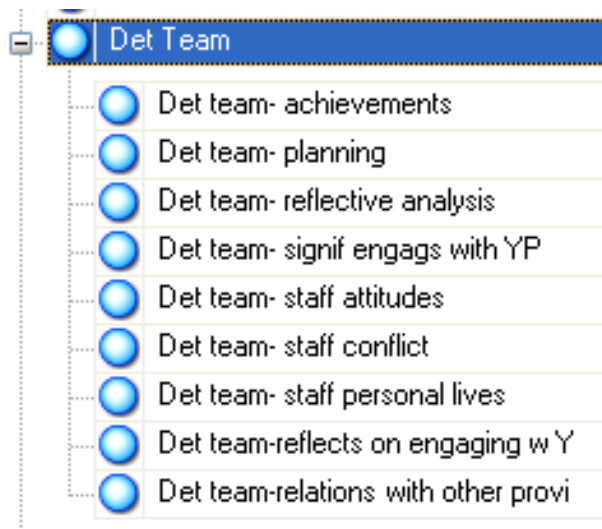 Det Team
Det team- achievements
Det team- planning
Det team- reflective analysis
Det team- signif engags with YP
Det team- staff attitudes
Det team- staff conflict
Det team- staff personal lives
Det team-reflects on engaging w Y
Det team-relations with other provi